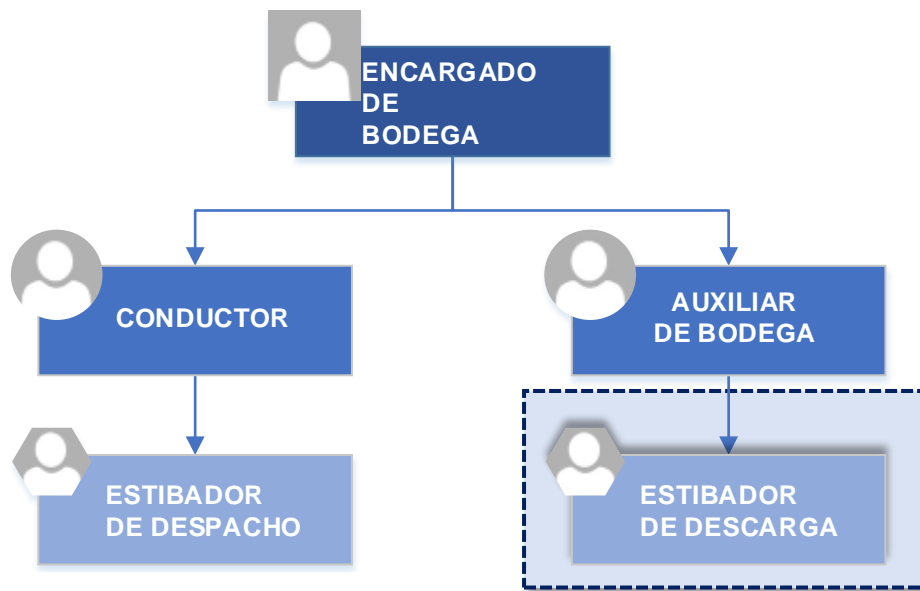 ENCARGADO
DE
BODEGA
CONDUCTOR
AUXILIAR
DE BODEGA
ESTIBADOR
DE DESPACHO
ESTIBADOR
DE DESCARGA